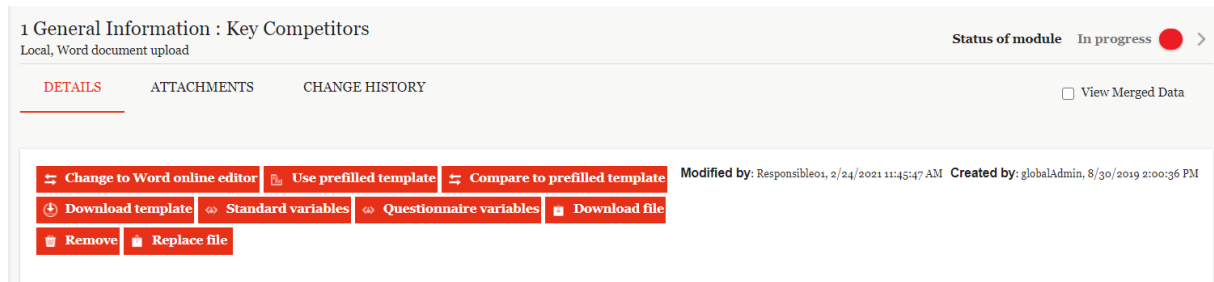 1 General Information : Key Competitors
Local, Word document upload
Status of module In progress
DETAILS ATTACHMENTS CHANGE HISTORY
View Merged Data
Change to Word online editor Use prefilled template Compare to prefilled template
Modified by: Responsible01, 2/24/2021 11:45:47 AM Created by: globalAdmin, 8/30/2019 2:00:36 PM
Download template Standard variables Questionnaire variables Download file
Remove Replace file